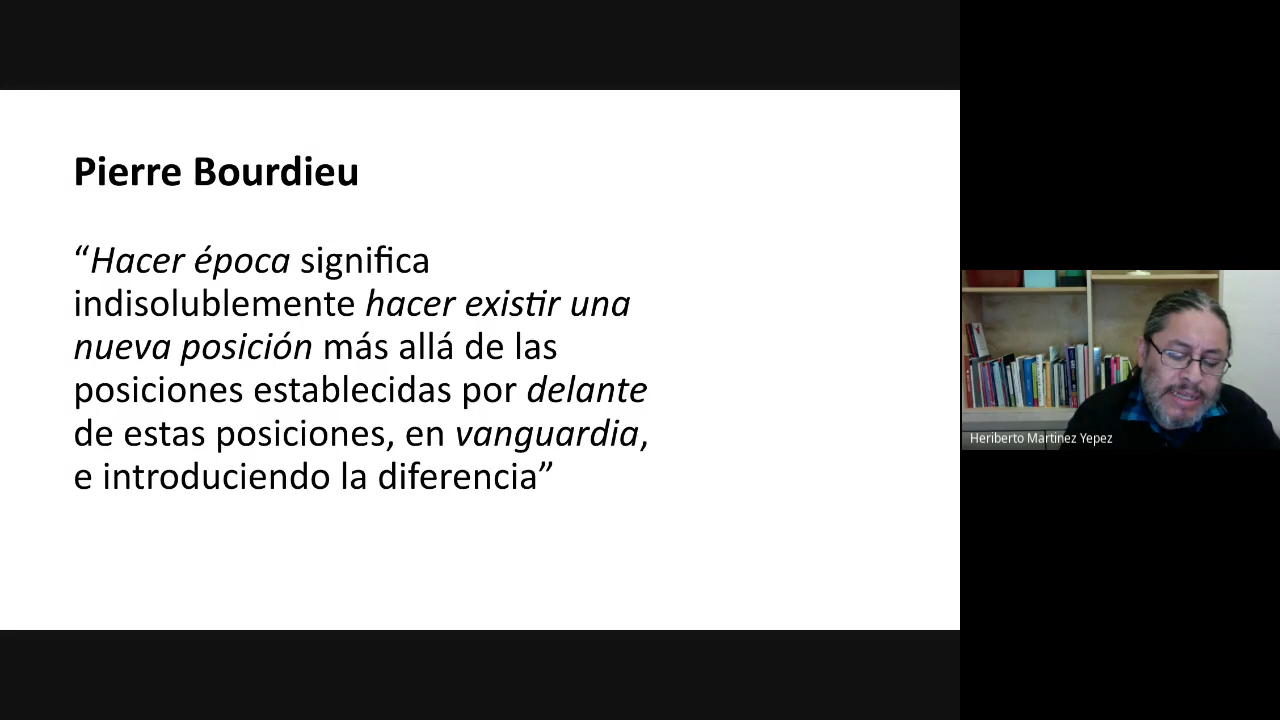 Pierre Bourdieu
“Hacer época significa
indisolublemente hacer existir una
nueva posición más allá de las
posiciones establecidas por delante
de estas posiciones, en vanguardia,
e introduciendo la diferencia”
Heriberto Martinez Yepez